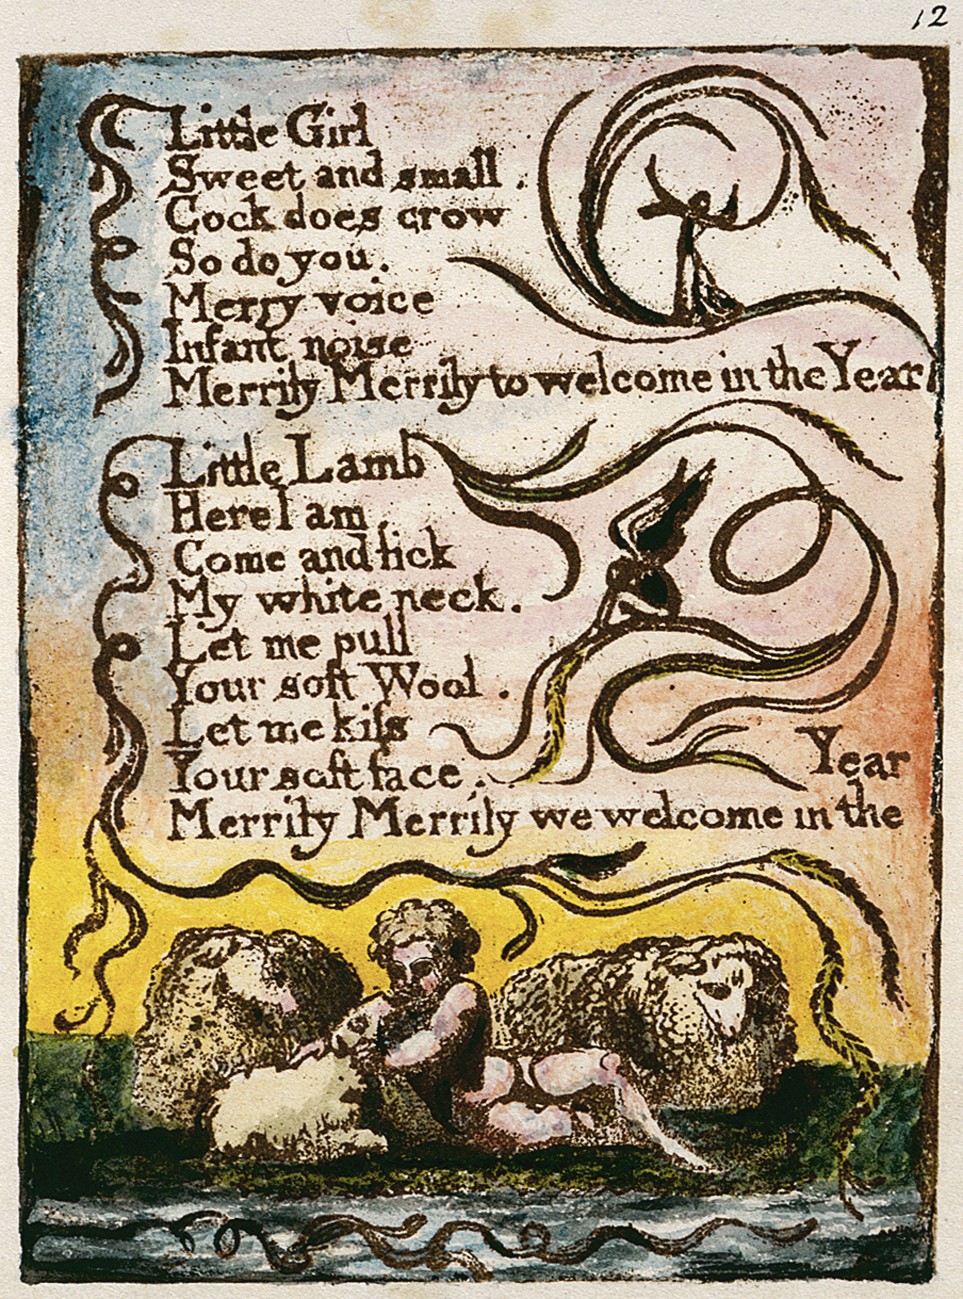 12
Little Girl
Sweet and small.
Cock does crow
So do you.
Merry voice
Infant noise
Merrily Merrily to welcome in the Year
Little Lamb
Here I am,
Come and lick
My white neck.
Let me pull
Your soft Wool.
Let me kiſs
Your soft face.
Merrily Merrily we welcome in the
Year